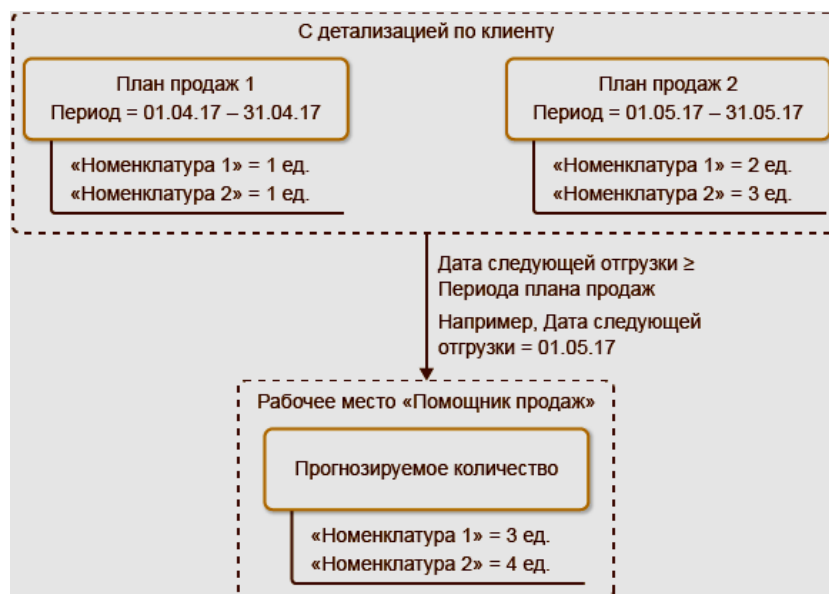 С детализацией по клиенту
План продаж 1
Период = 01.04.17 – 31.04.17
«Номенклатура 1» = 1 ед.
«Номенклатура 2» = 1 ед.
План продаж 2
Период = 01.05.17 – 31.05.17
«Номенклатура 1» = 2 ед.
«Номенклатура 2» = 3 ед.
Дата следующей отгрузки ≥
Периода плана продаж
Например, Дата следующей
отгрузки = 01.05.17
Рабочее место «Помощник продаж»
Прогнозируемое количество
«Номенклатура 1» = 3 ед.
«Номенклатура 2» = 4 ед.